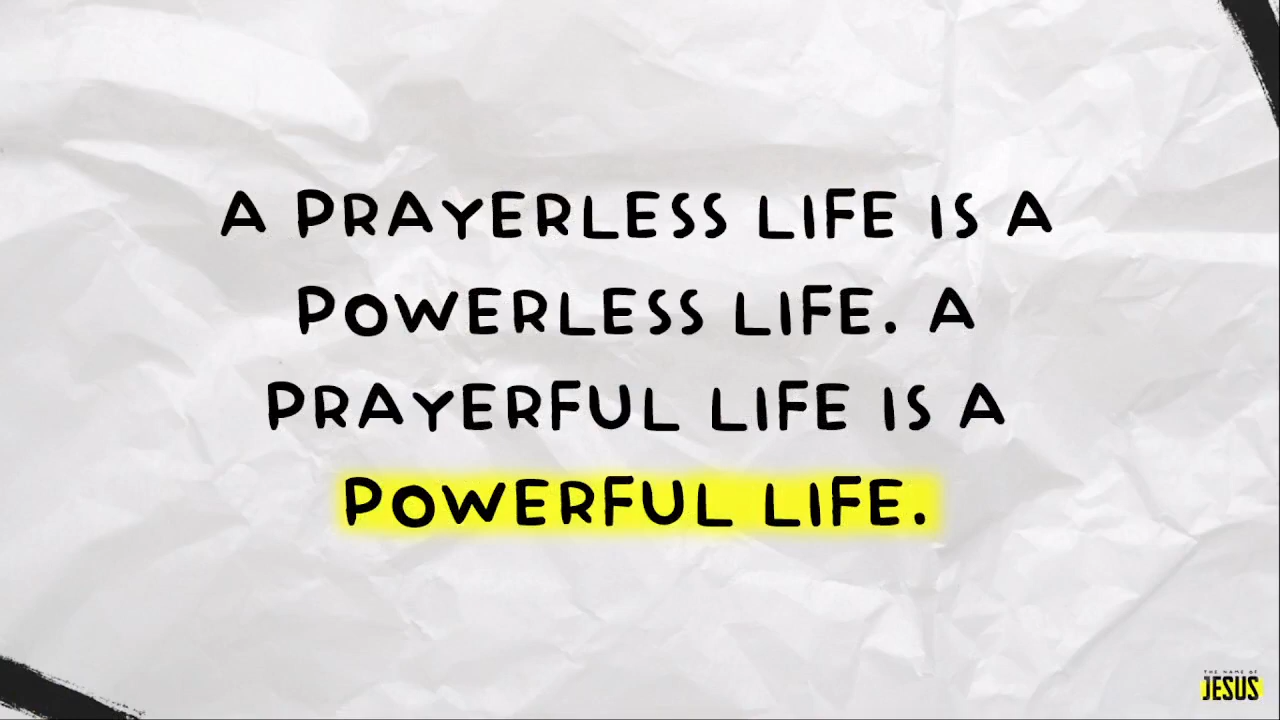 A PRAYERLESS LIFE IS A
POWERLESS LIFE. A
PRAYERFUL LIFE IS A
POWERFUL LIFE.
THE NAME OF
JESUS